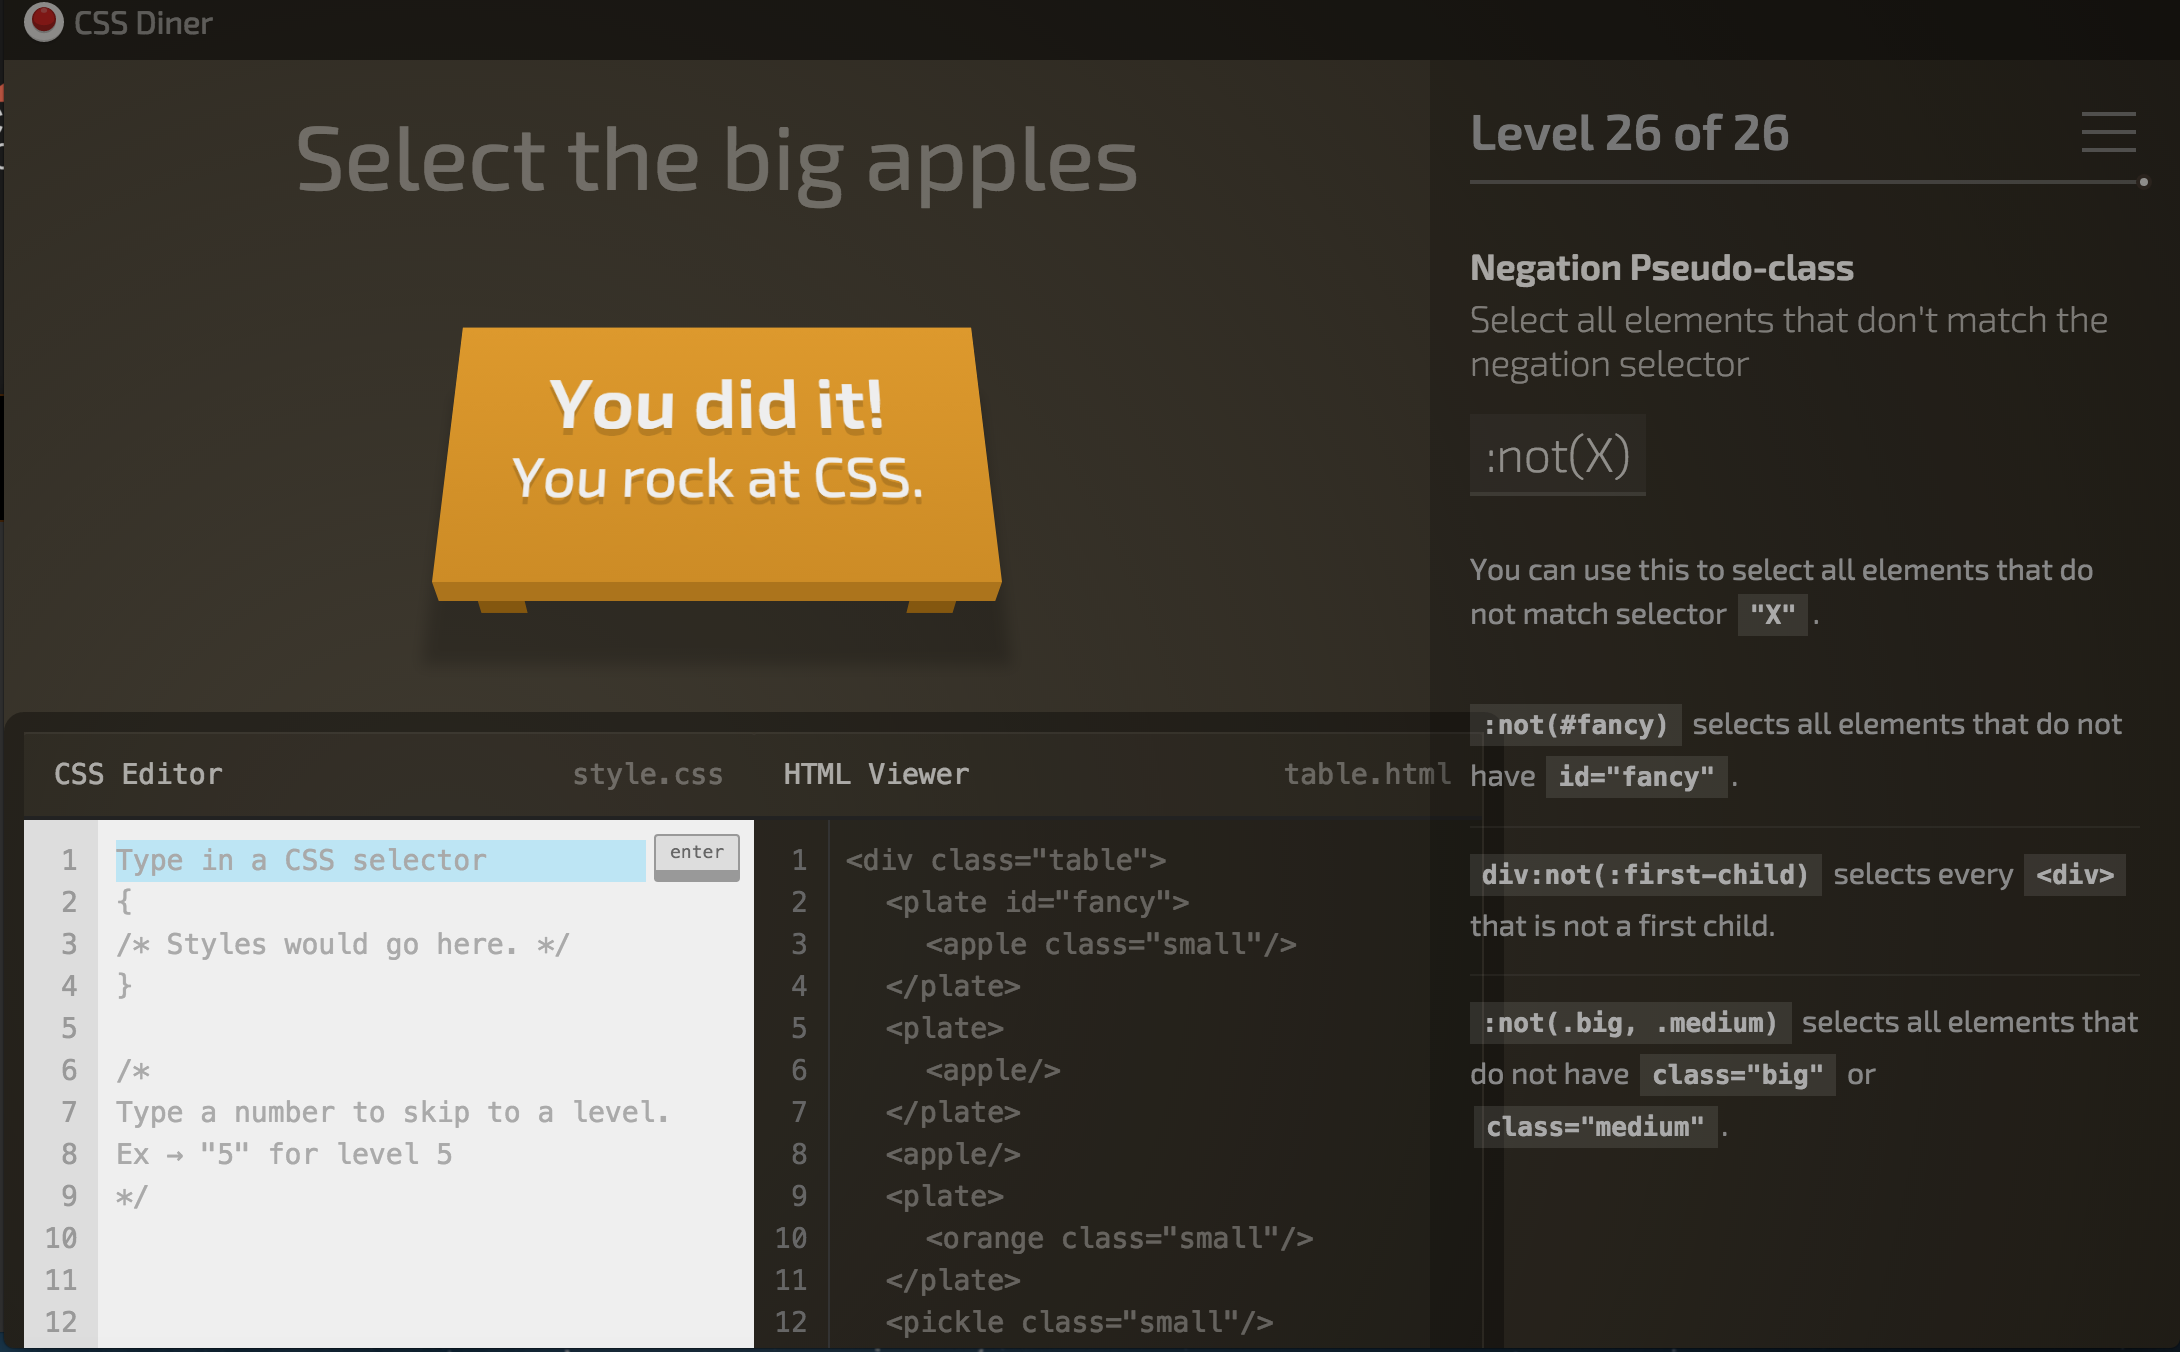 CSS Diner
Select the big apples
You did it!
You rock at CSS.
CSS Editor
style.css
1 Type in a CSS selector
enter
2 {
3 /* Styles would go here. */
4 }
5
6 /*
7 Type a number to skip to a level.
8 Ex → "5" for level 5
9 */
10
11
12
HTML Viewer
table.html
1 <div class="table">
2 <plate id="fancy">
3 <apple class="small"/>
4 </plate>
5 <plate>
6 <apple/>
7 </plate>
8 <apple/>
9 <plate>
10 <orange class="small"/>
11 </plate>
12 <pickle class="small"/>
Level 26 of 26
Negation Pseudo-class
Select all elements that don't match the
negation selector
:not(X)
You can use this to select all elements that do
not match selector "X" .
:not(#fancy) selects all elements that do not
have id="fancy" .
div:not(:first-child) selects every <div>
that is not a first child.
:not(.big, .medium) selects all elements that
do not have class="big" or
class="medium" .